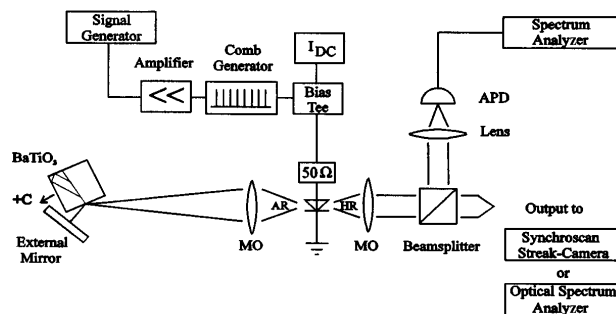 Signal
Generator
Amplifier
Comb
Generator
I_DC
Bias
Tee
Spectrum
Analyzer
APD
Lens
BaTiO₃
+C
External
Mirror
50Ω
AR
HR
MO
MO
Beamsplitter
Output to
Synchroscan
Streak-Camera
or
Optical Spectrum
Analyzer